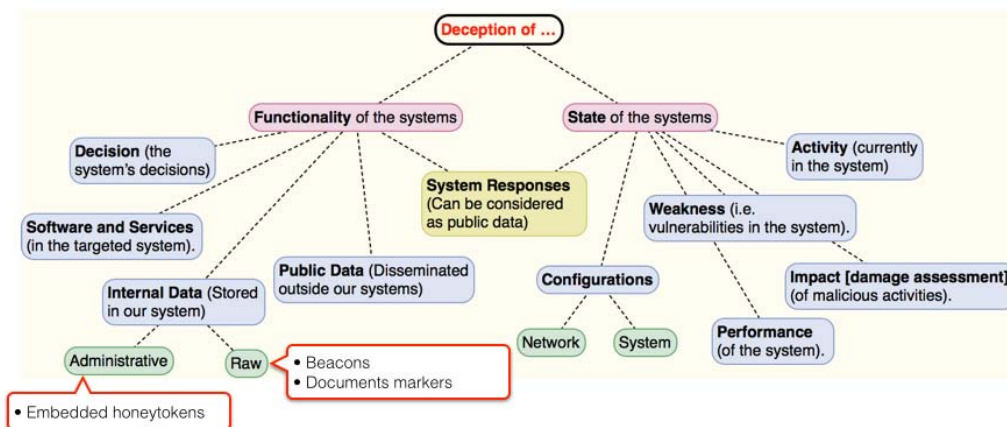 Deception of ...
Functionality of the systems
State of the systems
Decision (the
system's decisions)
Activity (currently
in the system)
System Responses
(Can be considered
as public data)
Weakness (i.e.
vulnerabilities in the system).
Software and Services
(in the targeted system).
Public Data (Disseminated
outside our systems)
Internal Data (Stored
in our system)
Configurations
Impact [damage assessment]
(of malicious activities).
Performance
(of the system).
Network
System
Administrative
Raw
• Beacons
• Documents markers
• Embedded honeytokens